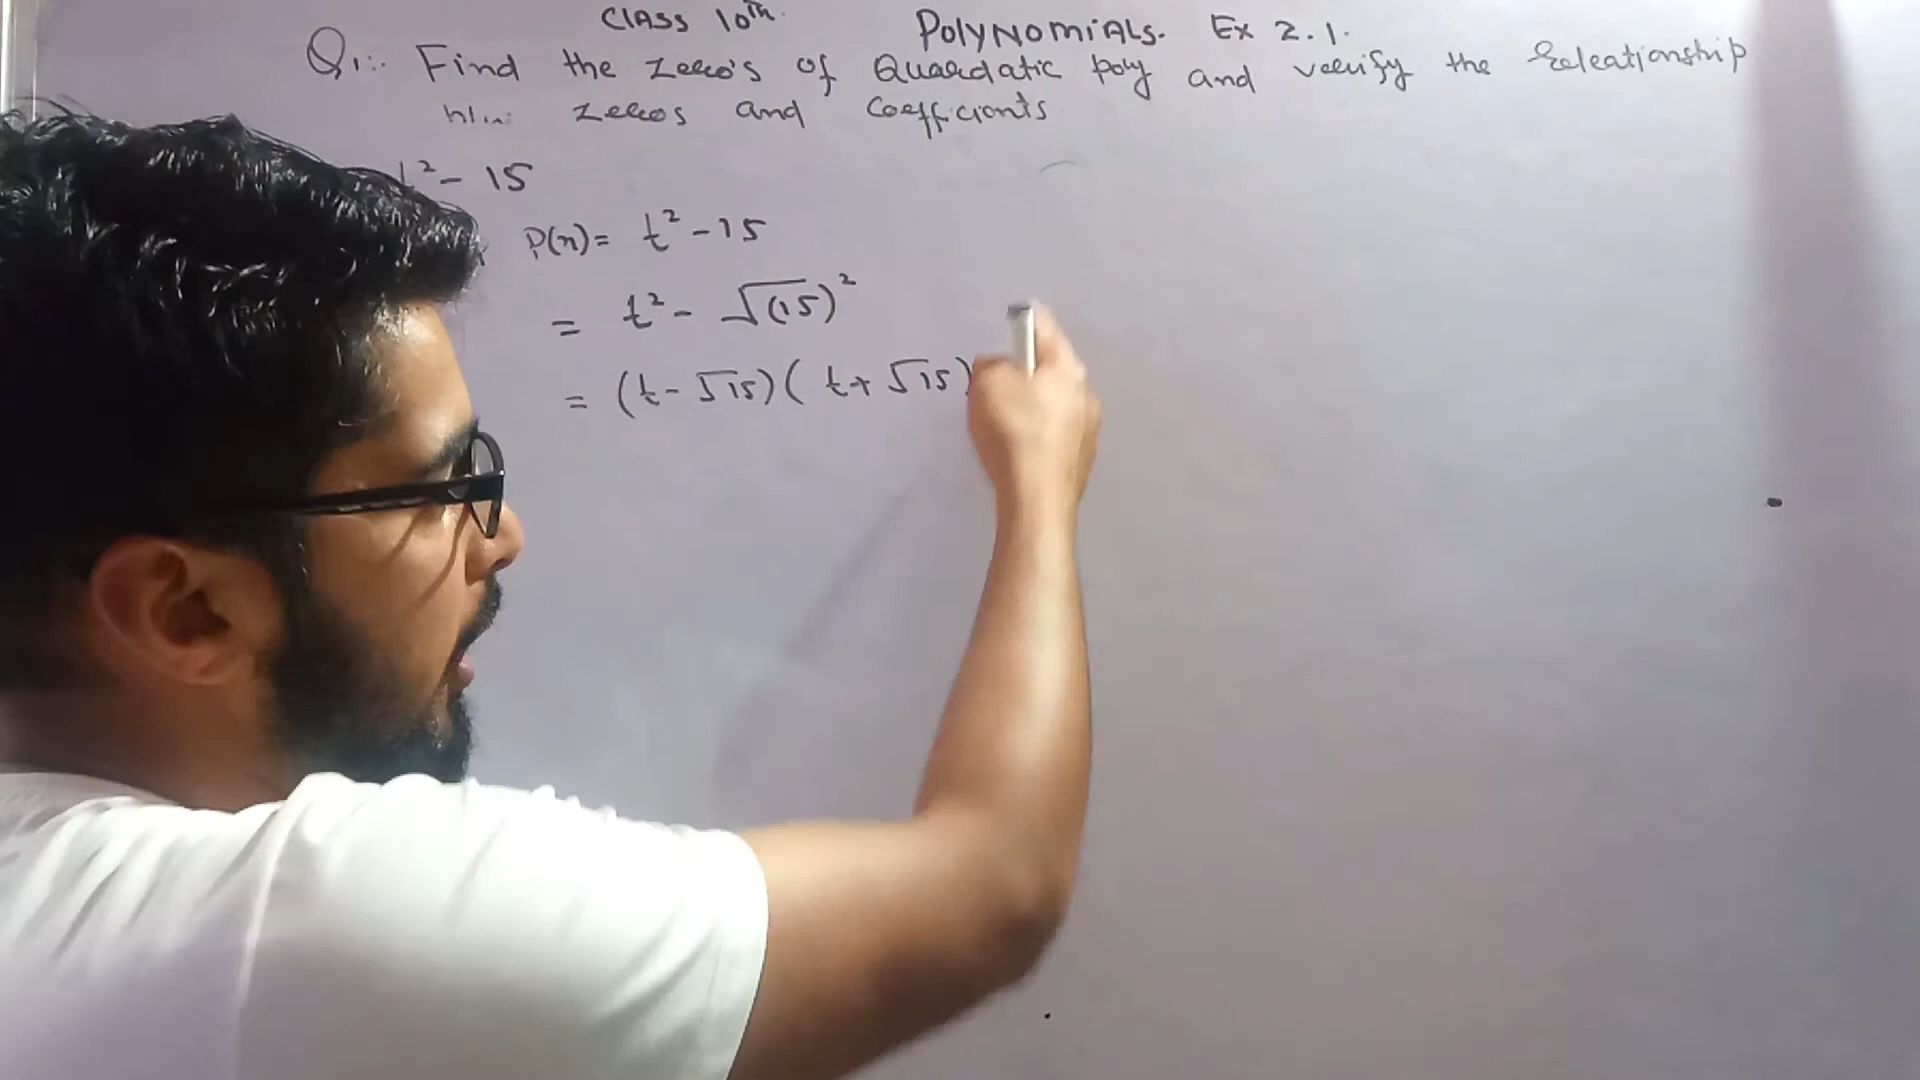 CLASS 10th. POLYNOMIALS. Ex 2.1.
Q1:- Find the zeros of Quardatic poly and verify the Releationship
b/w zeros and coefficients
t² - 15
P(x) = t² - 15
= t² - √(15)²
= (t - √15)(t + √15)